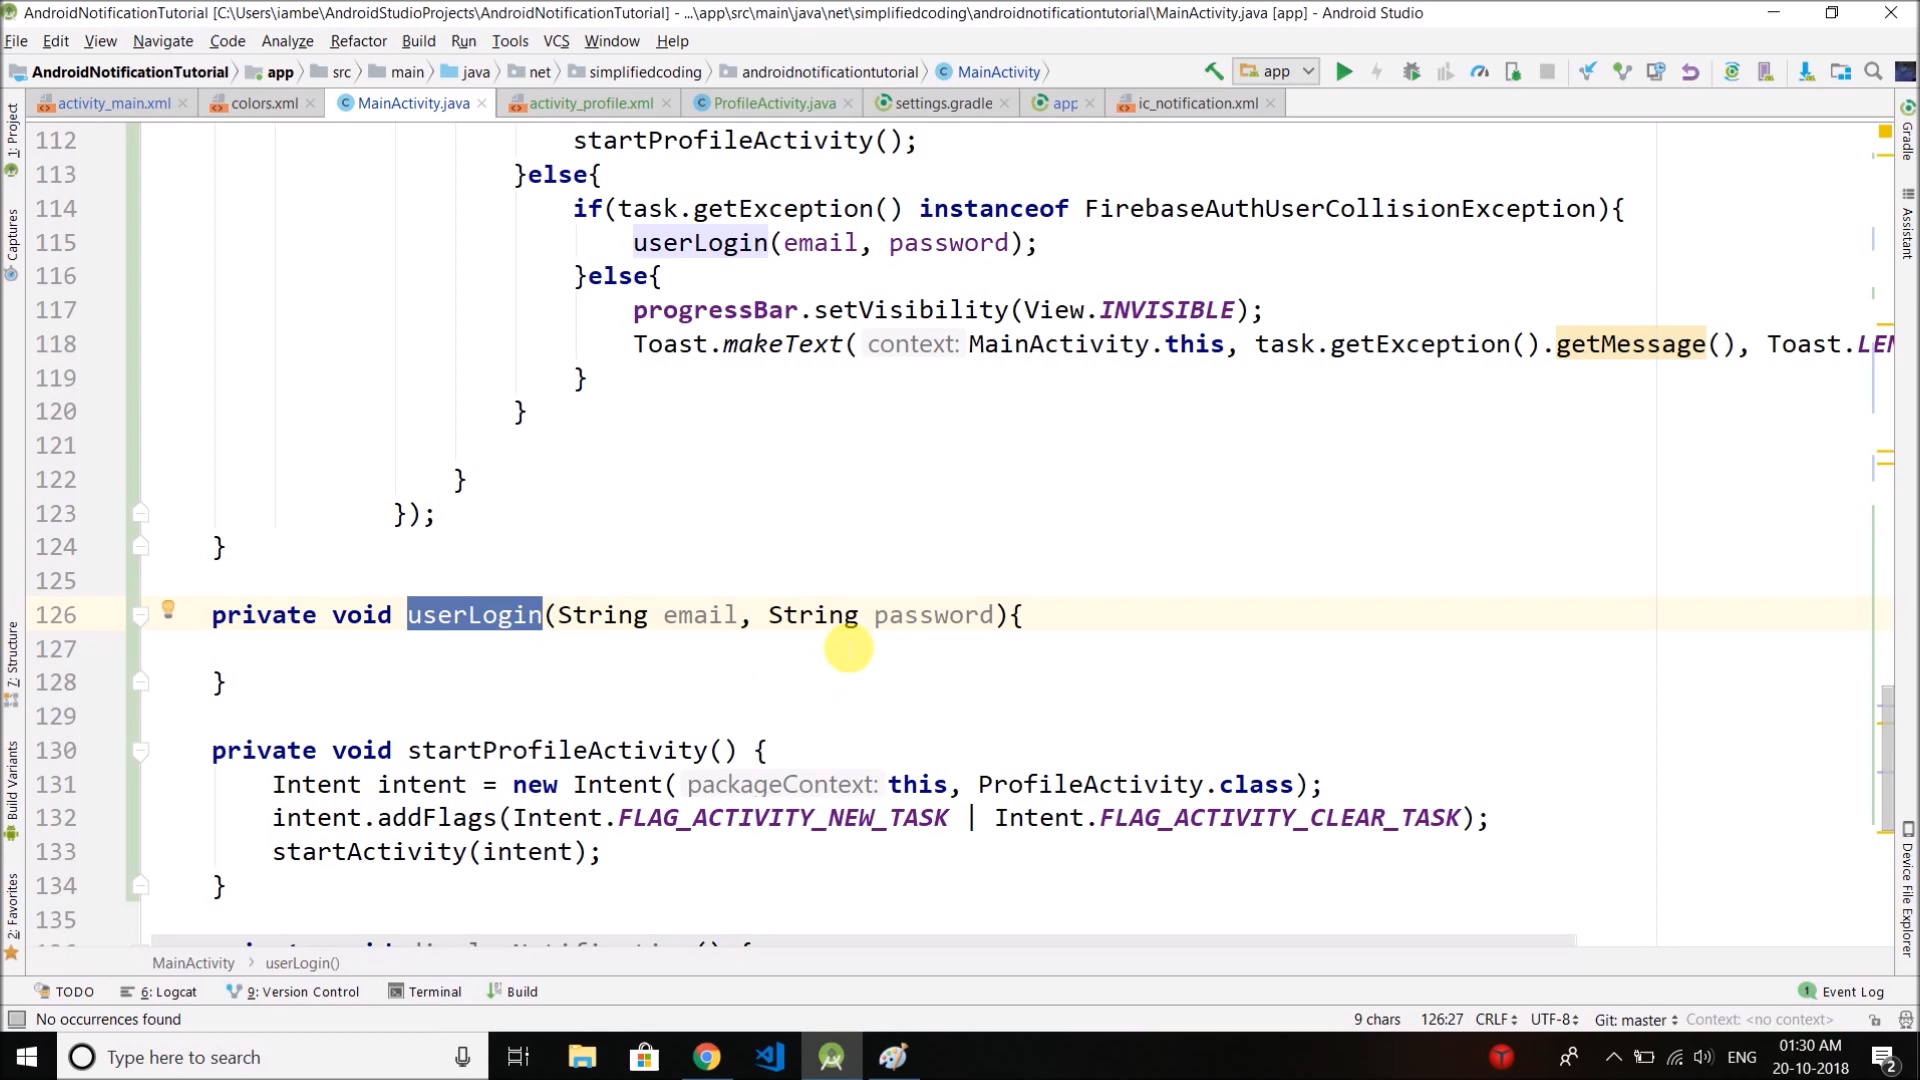 AndroidNotificationTutorial [C:\Users\iambe\AndroidStudioProjects\AndroidNotificationTutorial] - ...\app\src\main\java\net\simplifiedcoding\androidnotificationtutorial\MainActivity.java [app] - Android Studio
File Edit View Navigate Code Analyze Refactor Build Run Tools VCS Window Help
AndroidNotificationTutorial app src main java net simplifiedcoding androidnotificationtutorial MainActivity app
activity_main.xml colors.xml MainActivity.java activity_profile.xml ProfileActivity.java settings.gradle app ic_notification.xml
1: Project
Captures
7: Structure
Build Variants
2: Favorites
112 startProfileActivity();
113 }else{
114 if(task.getException() instanceof FirebaseAuthUserCollisionException){
115 userLogin(email, password);
116 }else{
117 progressBar.setVisibility(View.INVISIBLE);
118 Toast.makeText( context: MainActivity.this, task.getException().getMessage(), Toast.LEN
119 }
120 }
121
122 }
123 });
124 }
125
126 private void userLogin(String email, String password){
127
128 }
129
130 private void startProfileActivity() {
131 Intent intent = new Intent( packageContext: this, ProfileActivity.class);
132 intent.addFlags(Intent.FLAG_ACTIVITY_NEW_TASK | Intent.FLAG_ACTIVITY_CLEAR_TASK);
133 startActivity(intent);
134 }
135
Gradle
Assistant
Device File Explorer
MainActivity userLogin()
TODO 6: Logcat 9: Version Control Terminal Build 1 Event Log
No occurrences found 9 chars 126:27 CRLF UTF-8 Git: master Context: <no context>
Type here to search ENG 01:30 AM
20-10-2018 2